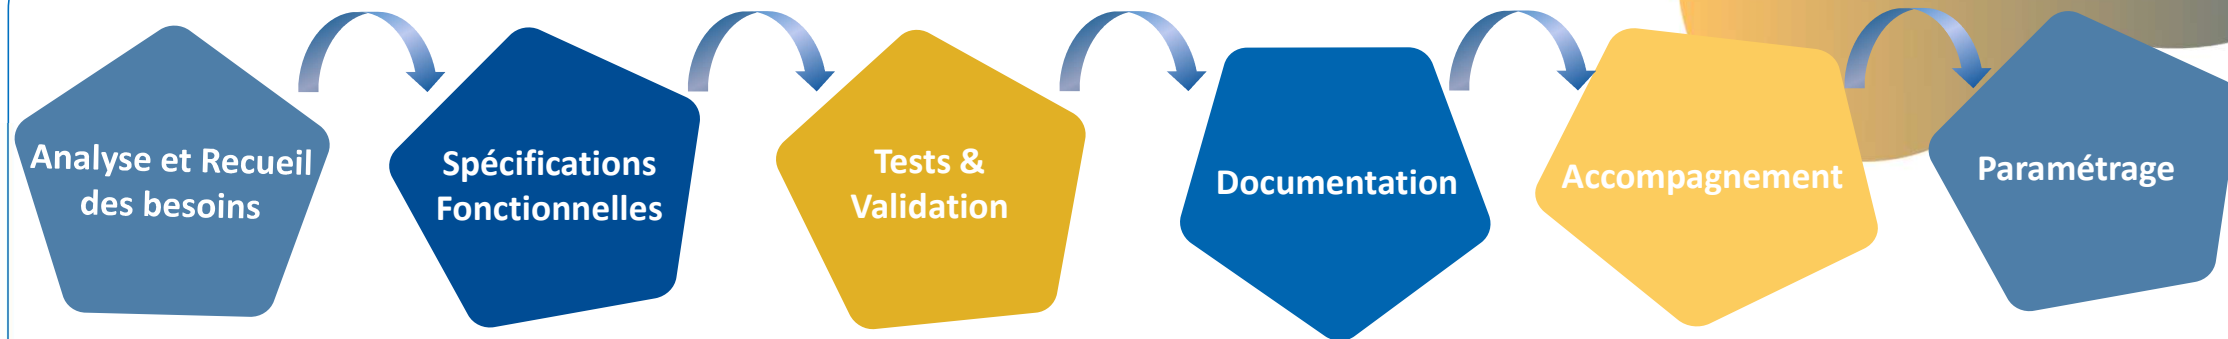 Analyse et Recueil
des besoins
Spécifications
Fonctionnelles
Tests &
Validation
Documentation
Accompagnement
Paramétrage